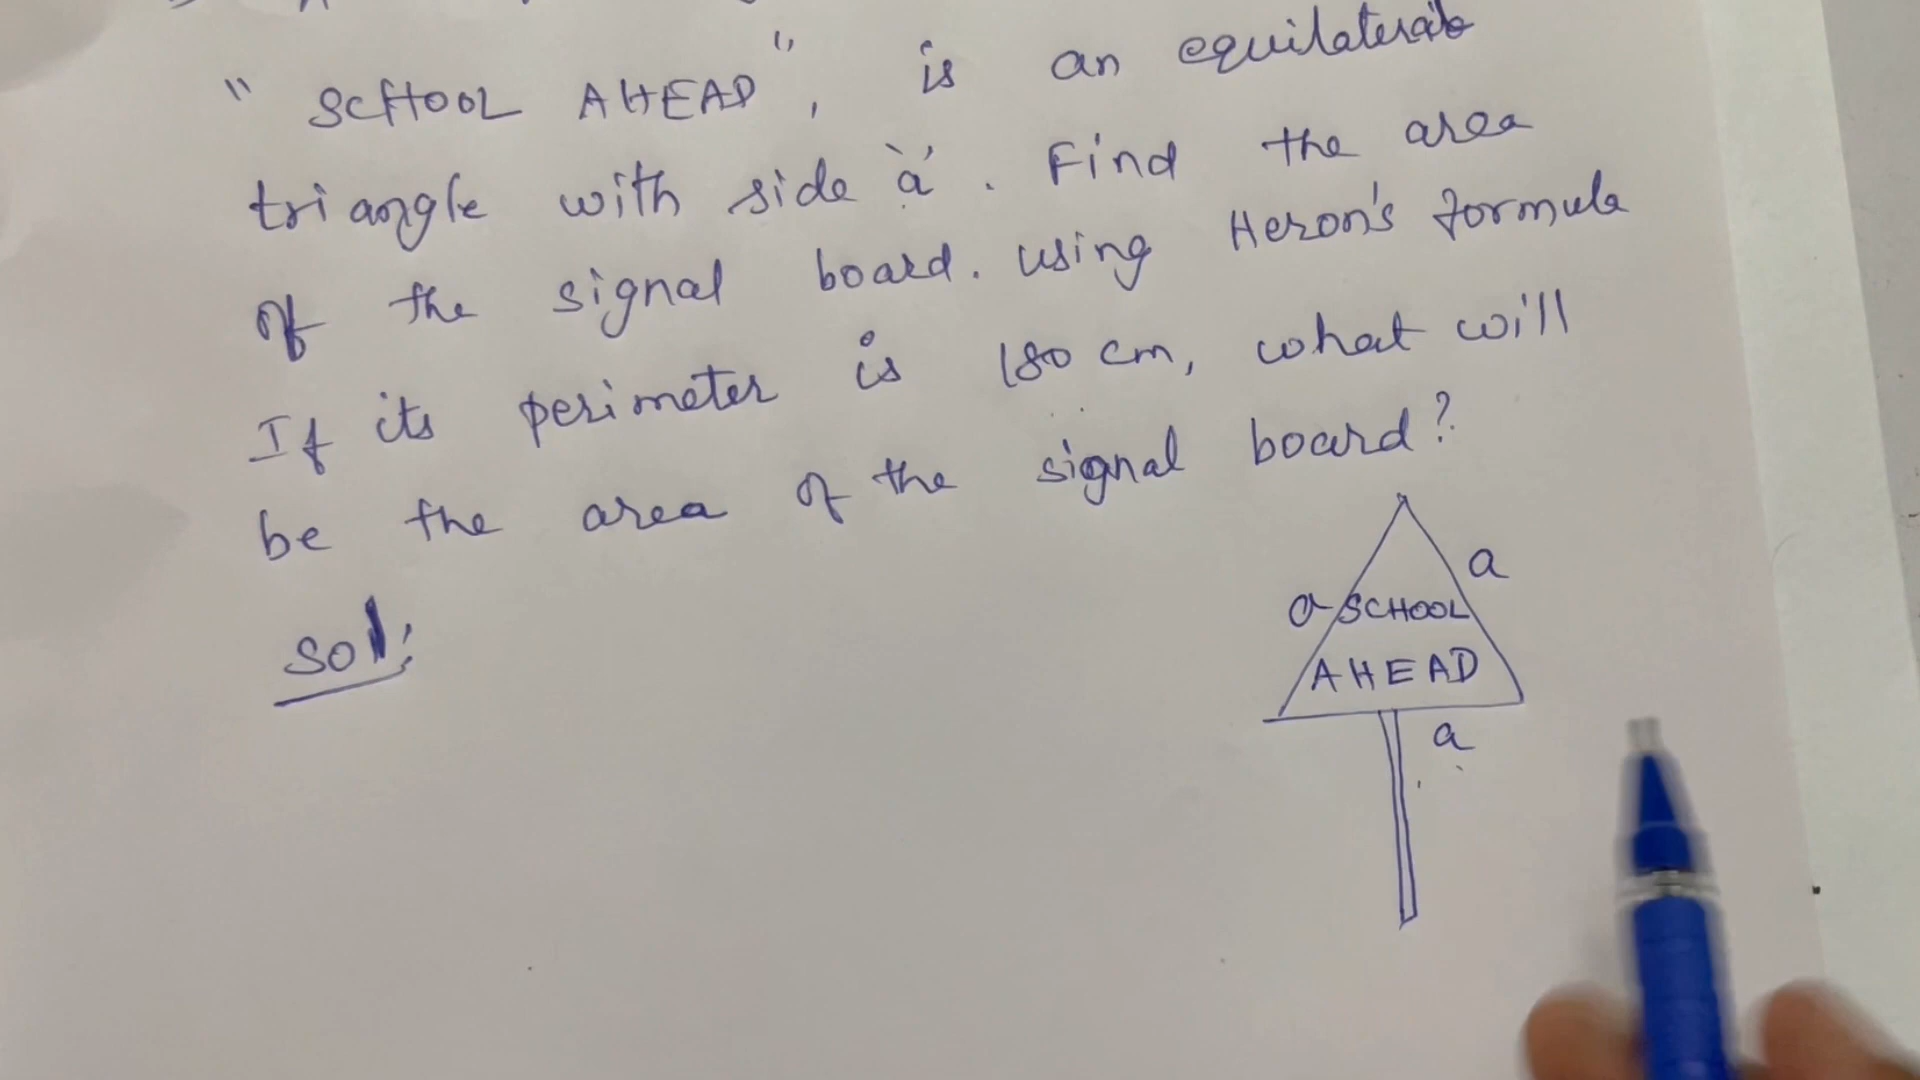 " SCHOOL AHEAD", is an equilateral
triangle with side 'a'. Find the area
of the signal board. using Heron's formula
If its perimeter is 180 cm, what will
be the area of the signal board?
Sol:
a
a SCHOOL
AHEAD
a